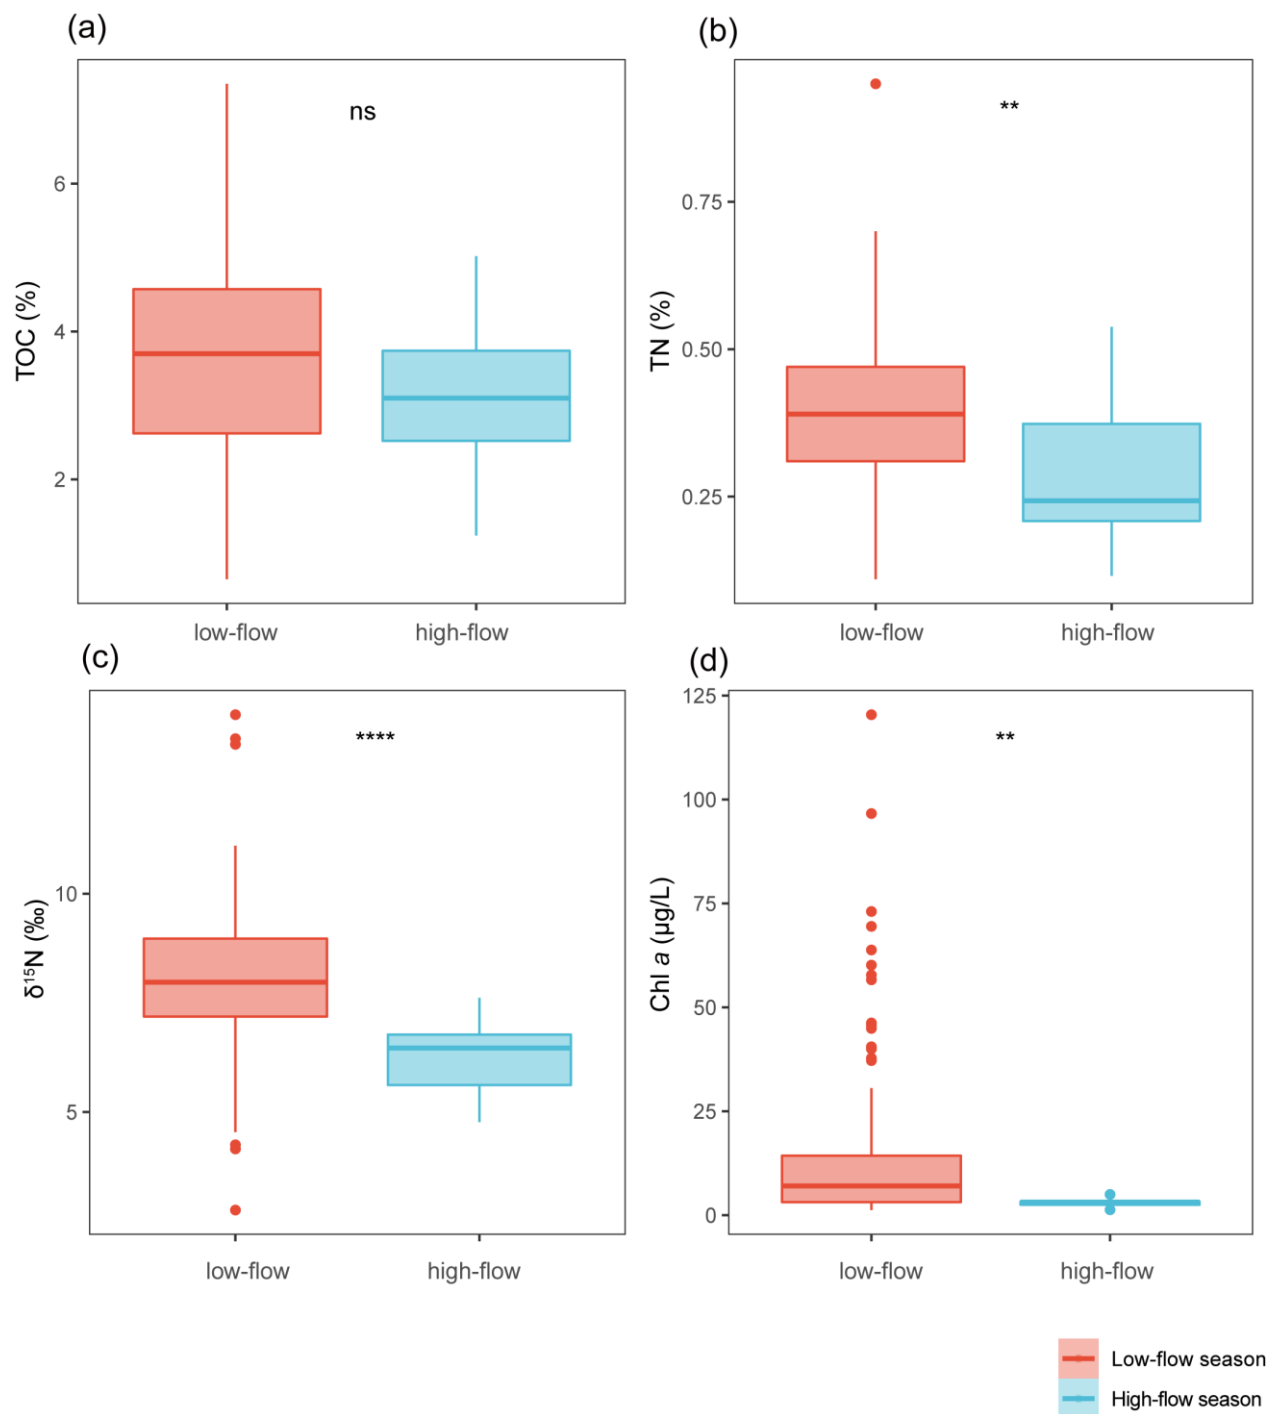 (a)
ns
TOC (%)
6
4
2
low-flow
high-flow
(b)
**
TN (%)
0.75
0.50
0.25
low-flow
high-flow
(c)
****
δ¹⁵N (‰)
10
5
low-flow
high-flow
(d)
**
Chl a (μg/L)
125
100
75
50
25
0
low-flow
high-flow
Low-flow season
High-flow season